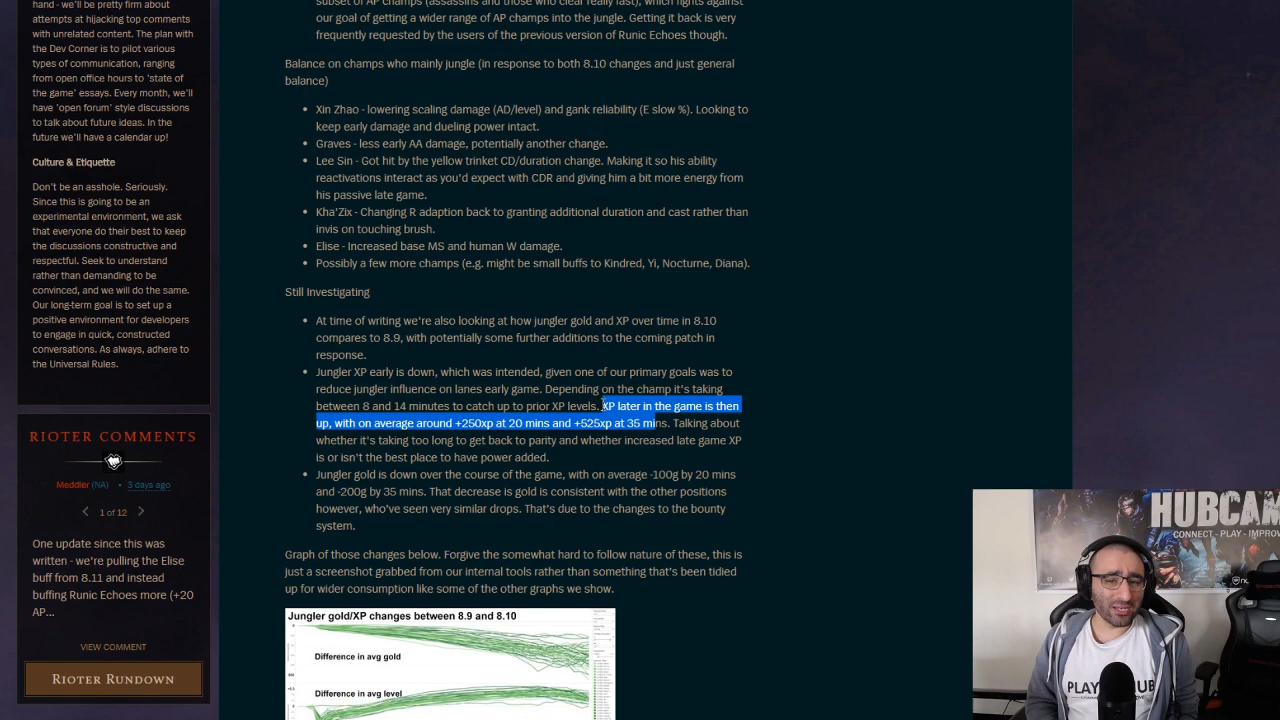 hand - we'll be pretty firm about
attempts at hijacking top comments
with unrelated content. The plan with
the Dev Corner is to pilot various
types of communication, ranging
from open office hours to 'state of
the game' essays. Every month, we'll
have 'open forum' style discussions
to talk about future ideas. In the
future we'll have a calendar up!
Culture & Etiquette
Don't be an asshole. Seriously.
Since this is going to be an
experimental environment, we ask
that everyone do their best to keep
the discussions constructive and
respectful. Seek to understand
rather than demanding to be
convinced, and we will do the same.
Our long-term goal is to set up a
positive environment for developers
to engage in quick, constructed
conversations. As always, adhere to
the Universal Rules.
RIOTER COMMENTS
Meddler (NA) • 3 days ago
1 of 12
One update since this was
written - we're pulling the Elise
buff from 8.11 and instead
buffing Runic Echoes more (+20
AP...
VIEW COMMENT
RIOTER RUNDOWN
subset of AP champs (assassins and those who clear really fast), which fights against
our goal of getting a wider range of AP champs into the jungle. Getting it back is very
frequently requested by the users of the previous version of Runic Echoes though.
Balance on champs who mainly jungle (in response to both 8.10 changes and just general
balance)
• Xin Zhao - lowering scaling damage (AD/level) and gank reliability (E slow %). Looking to
keep early damage and dueling power intact.
• Graves - less early AA damage, potentially another change.
• Lee Sin - Got hit by the yellow trinket CD/duration change. Making it so his ability
reactivations interact as you'd expect with CDR and giving him a bit more energy from
his passive late game.
• Kha'Zix - Changing R adaption back to granting additional duration and cast rather than
invis on touching brush.
• Elise - Increased base MS and human W damage.
• Possibly a few more champs (e.g. might be small buffs to Kindred, Yi, Nocturne, Diana).
Still Investigating
• At time of writing we're also looking at how jungler gold and XP over time in 8.10
compares to 8.9, with potentially some further additions to the coming patch in
response.
• Jungler XP early is down, which was intended, given one of our primary goals was to
reduce jungler influence on lanes early game. Depending on the champ it's taking
between 8 and 14 minutes to catch up to prior XP levels. XP later in the game is then
up, with on average around +250xp at 20 mins and +525xp at 35 mins. Talking about
whether it's taking too long to get back to parity and whether increased late game XP
is or isn't the best place to have power added.
• Jungler gold is down over the course of the game, with on average -100g by 20 mins
and -200g by 35 mins. That decrease is gold is consistent with the other positions
however, who've seen very similar drops. That's due to the changes to the bounty
system.
Graph of those changes below. Forgive the somewhat hard to follow nature of these, this is
just a screenshot grabbed from our internal tools rather than something that's been tidied
up for wider consumption like some of the other graphs we show.
Jungler gold/XP changes between 8.9 and 8.10
Difference in avg gold
Difference in avg level
HUBCAM
CONNECT - PLAY - IMPROV